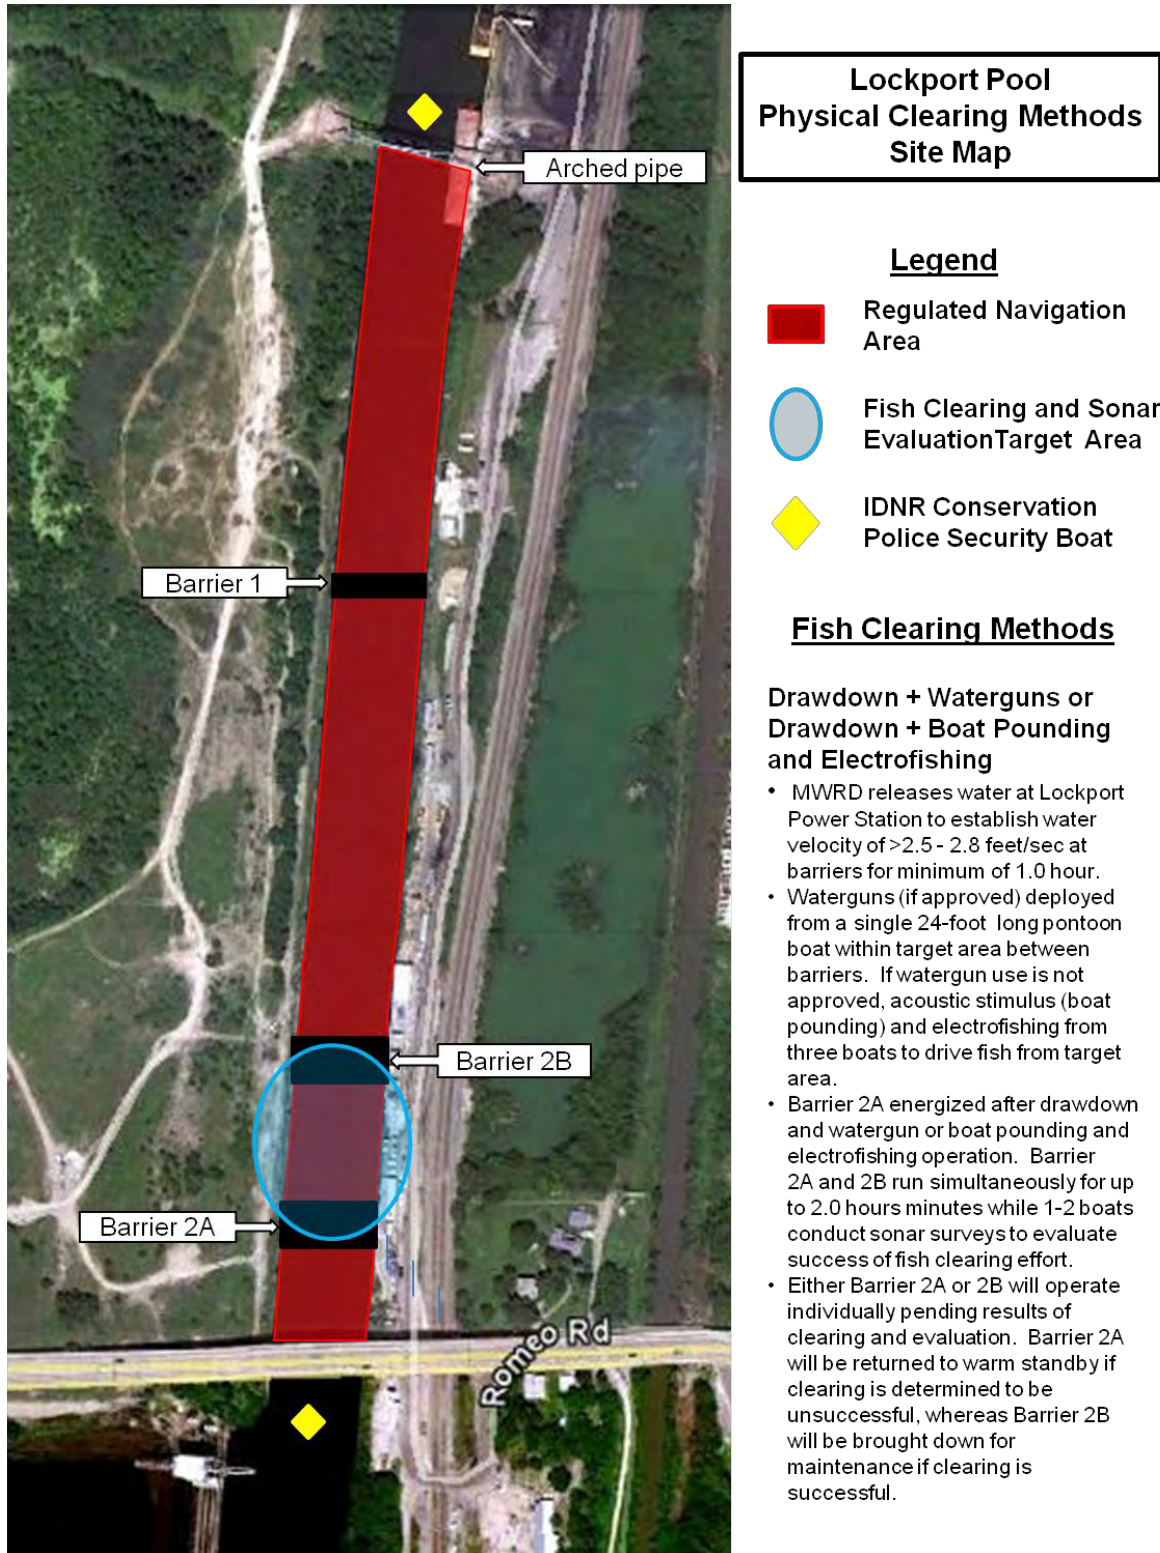 Lockport Pool
Physical Clearing Methods
Site Map
Arched pipe
Legend
Regulated Navigation
Area
Fish Clearing and Sonar
EvaluationTarget Area
IDNR Conservation
Police Security Boat
Barrier 1
Fish Clearing Methods
Drawdown + Waterguns or
Drawdown + Boat Pounding
and Electrofishing
• MWRD releases water at Lockport
Power Station to establish water
velocity of >2.5 - 2.8 feet/sec at
barriers for minimum of 1.0 hour.
• Waterguns (if approved) deployed
from a single 24-foot long pontoon
boat within target area between
barriers. If watergun use is not
approved, acoustic stimulus (boat
pounding) and electrofishing from
three boats to drive fish from target
area.
• Barrier 2A energized after drawdown
and watergun or boat pounding and
electrofishing operation. Barrier
2A and 2B run simultaneously for up
to 2.0 hours minutes while 1-2 boats
conduct sonar surveys to evaluate
success of fish clearing effort.
• Either Barrier 2A or 2B will operate
individually pending results of
clearing and evaluation. Barrier 2A
will be returned to warm standby if
clearing is determined to be
unsuccessful, whereas Barrier 2B
will be brought down for
maintenance if clearing is
successful.
Barrier 2B
Barrier 2A
Romeo Rd